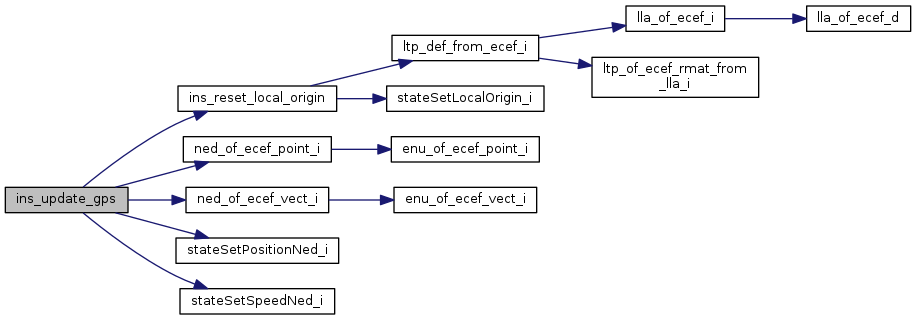 ins_update_gps
ins_reset_local_origin
ltp_def_from_ecef_i
lla_of_ecef_i
lla_of_ecef_d
ltp_of_ecef_rmat_from
_lla_i
stateSetLocalOrigin_i
ned_of_ecef_point_i
enu_of_ecef_point_i
ned_of_ecef_vect_i
enu_of_ecef_vect_i
stateSetPositionNed_i
stateSetSpeedNed_i